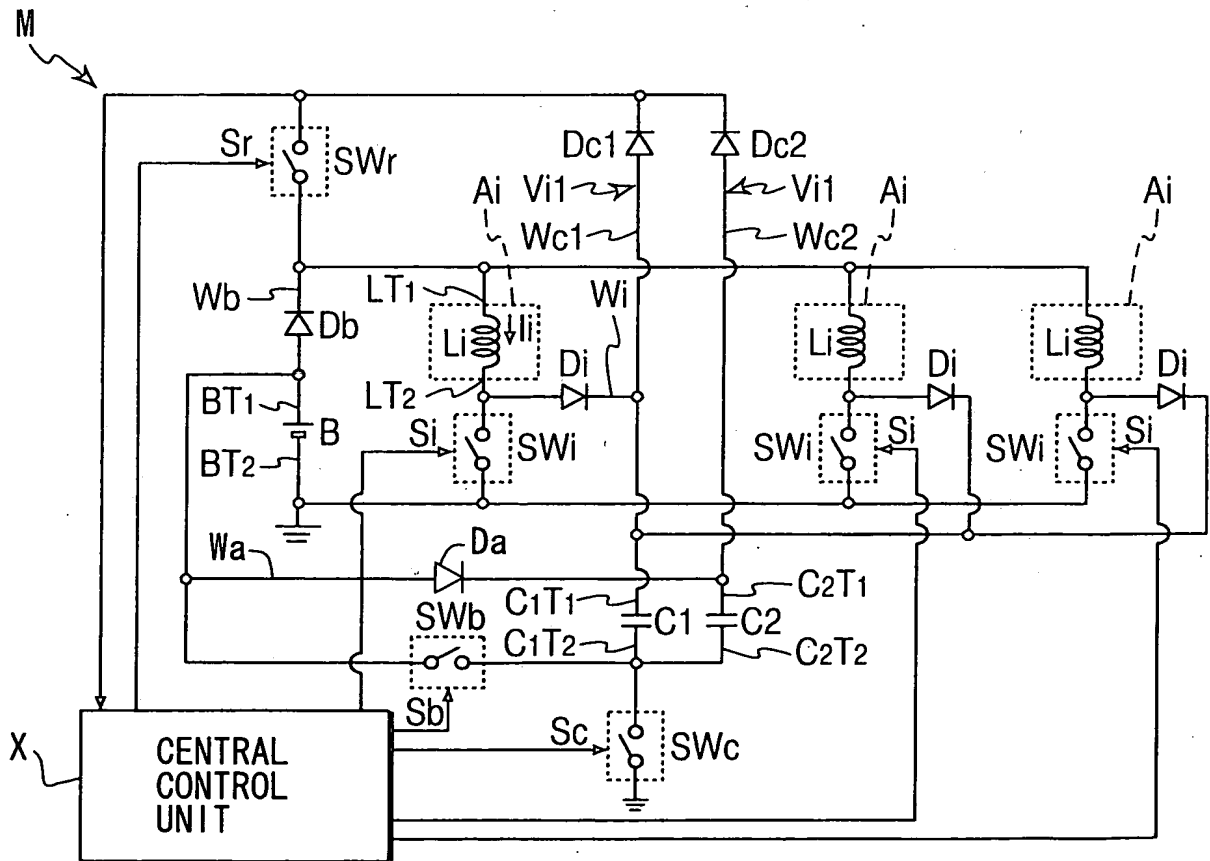 M
Sr
SWr
Dc1
Dc2
Ai
Vi1
Vi1
Ai
Ai
Wc1
Wc2
Wb
LT1
Wi
Db
Li
Ii
Li
Li
Di
Di
Di
BT1
LT2
B
Si
SWi
SWi
Si
SWi
Si
BT2
Wa
Da
C1T1
C2T1
SWb
C1
C2
C1T2
C2T2
Sb
Sc
SWc
X
CENTRAL
CONTROL
UNIT